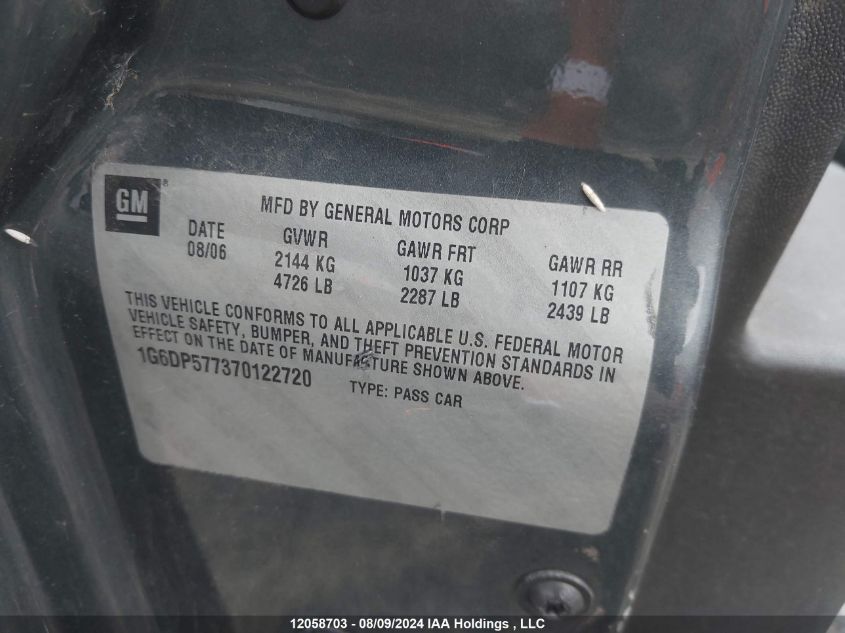 GM
MFD BY GENERAL MOTORS CORP
DATE GVWR GAWR FRT GAWR RR
08/06 2144 KG 1037 KG 1107 KG
4726 LB 2287 LB 2439 LB
THIS VEHICLE CONFORMS TO ALL APPLICABLE U.S. FEDERAL MOTOR
VEHICLE SAFETY, BUMPER, AND THEFT PREVENTION STANDARDS IN
EFFECT ON THE DATE OF MANUFACTURE SHOWN ABOVE.
1G6DP577370122720 TYPE: PASS CAR
12058703 - 08/09/2024 IAA Holdings , LLC